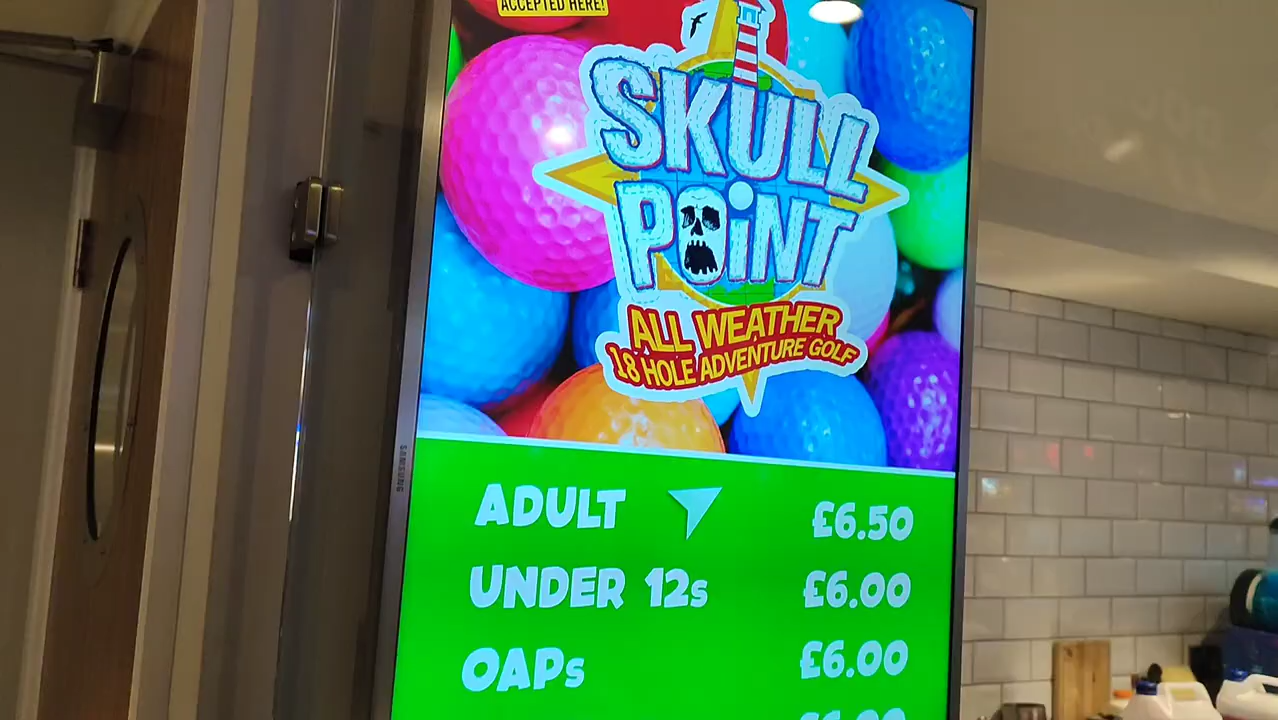 ACCEPTED HERE!
SKULL
POINT
ALL WEATHER
18 HOLE ADVENTURE GOLF
SAMSUNG
ADULT £6.50
UNDER 12s £6.00
OAPs £6.00